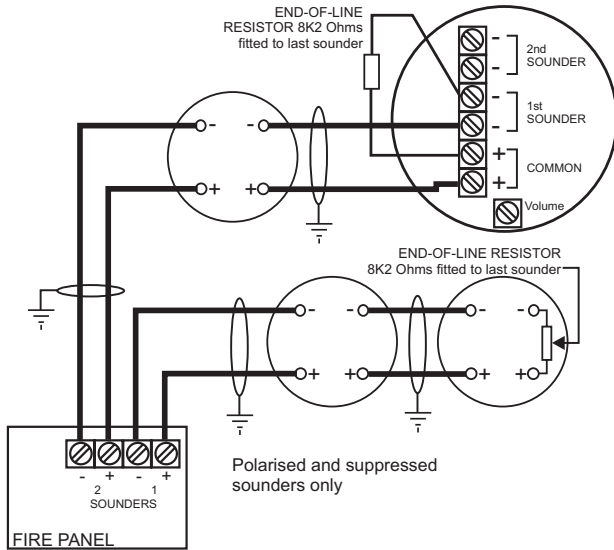 END-OF-LINE
RESISTOR 8K2 Ohms
fitted to last sounder
-
-
2nd
SOUNDER
-
-
1st
SOUNDER
+
+
COMMON
Volume
- -
+ +
END-OF-LINE RESISTOR
8K2 Ohms fitted to last sounder
- - - -
+ + + +
Polarised and suppressed
sounders only
- + - +
2 1
SOUNDERS
FIRE PANEL